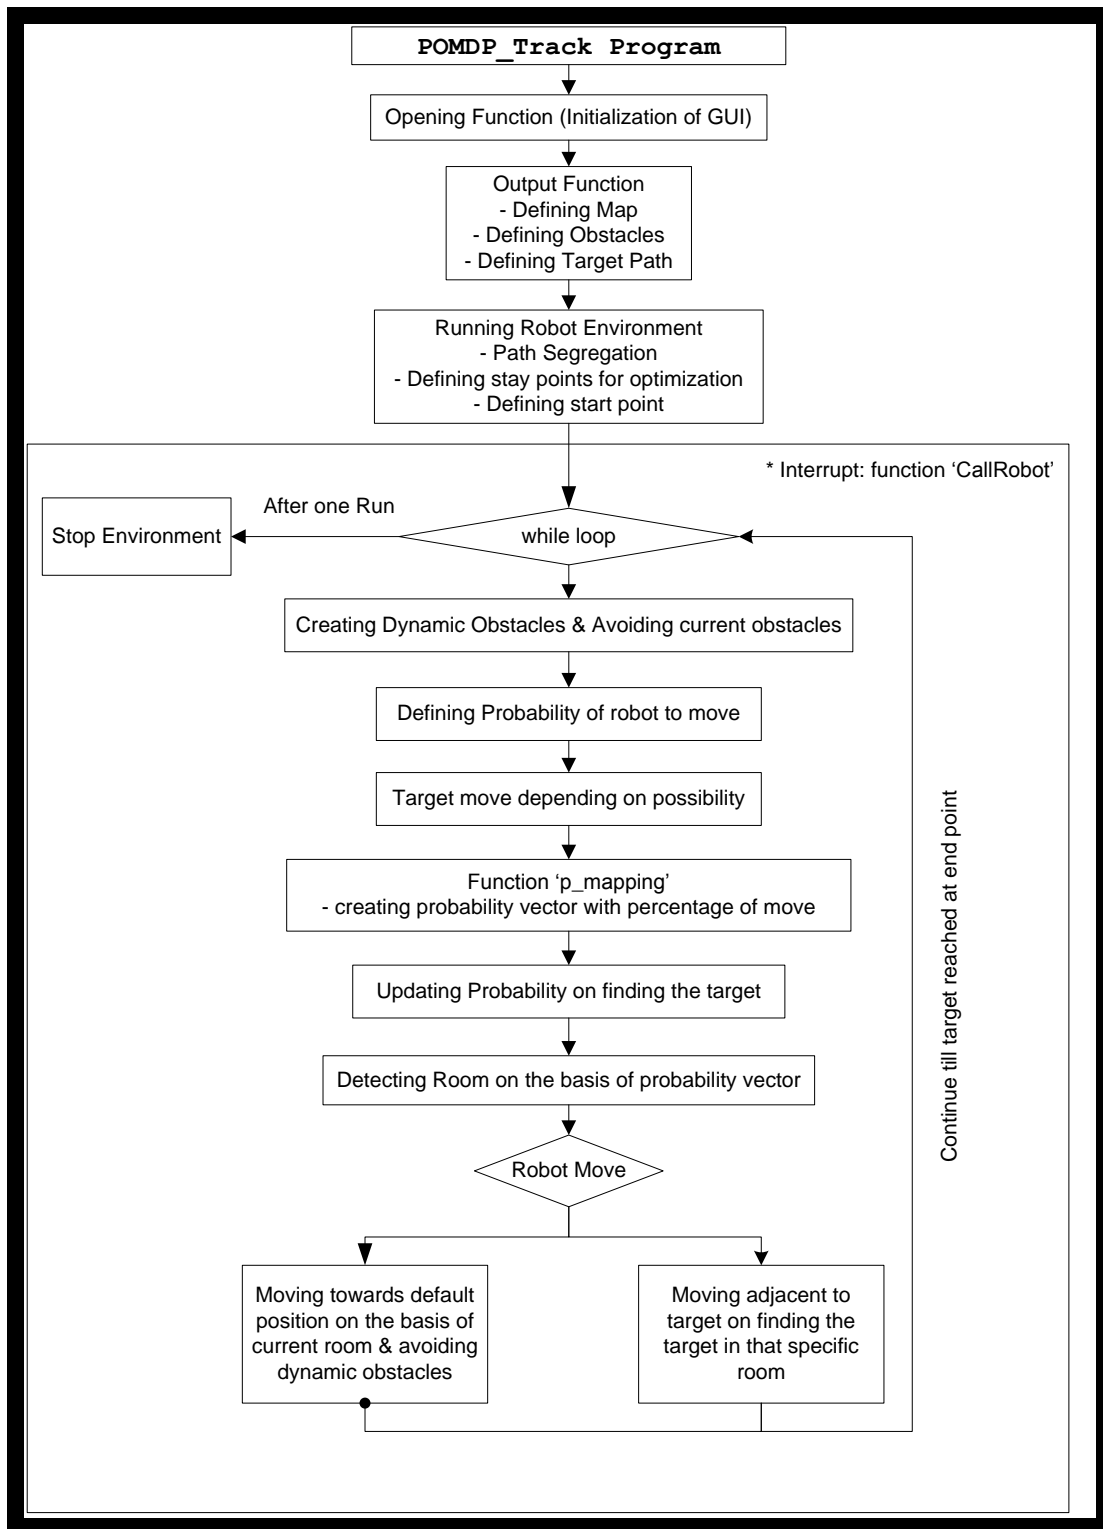 POMDP_Track Program
Opening Function (Initialization of GUI)
Output Function
- Defining Map
- Defining Obstacles
- Defining Target Path
Running Robot Environment
- Path Segregation
- Defining stay points for optimization
- Defining start point
* Interrupt: function ‘CallRobot’
After one Run
Stop Environment
while loop
Creating Dynamic Obstacles & Avoiding current obstacles
Defining Probability of robot to move
Target move depending on possibility
Function ‘p_mapping’
- creating probability vector with percentage of move
Updating Probability on finding the target
Detecting Room on the basis of probability vector
Robot Move
Moving towards default
position on the basis of
current room & avoiding
dynamic obstacles
Moving adjacent to
target on finding the
target in that specific
room
Continue till target reached at end point